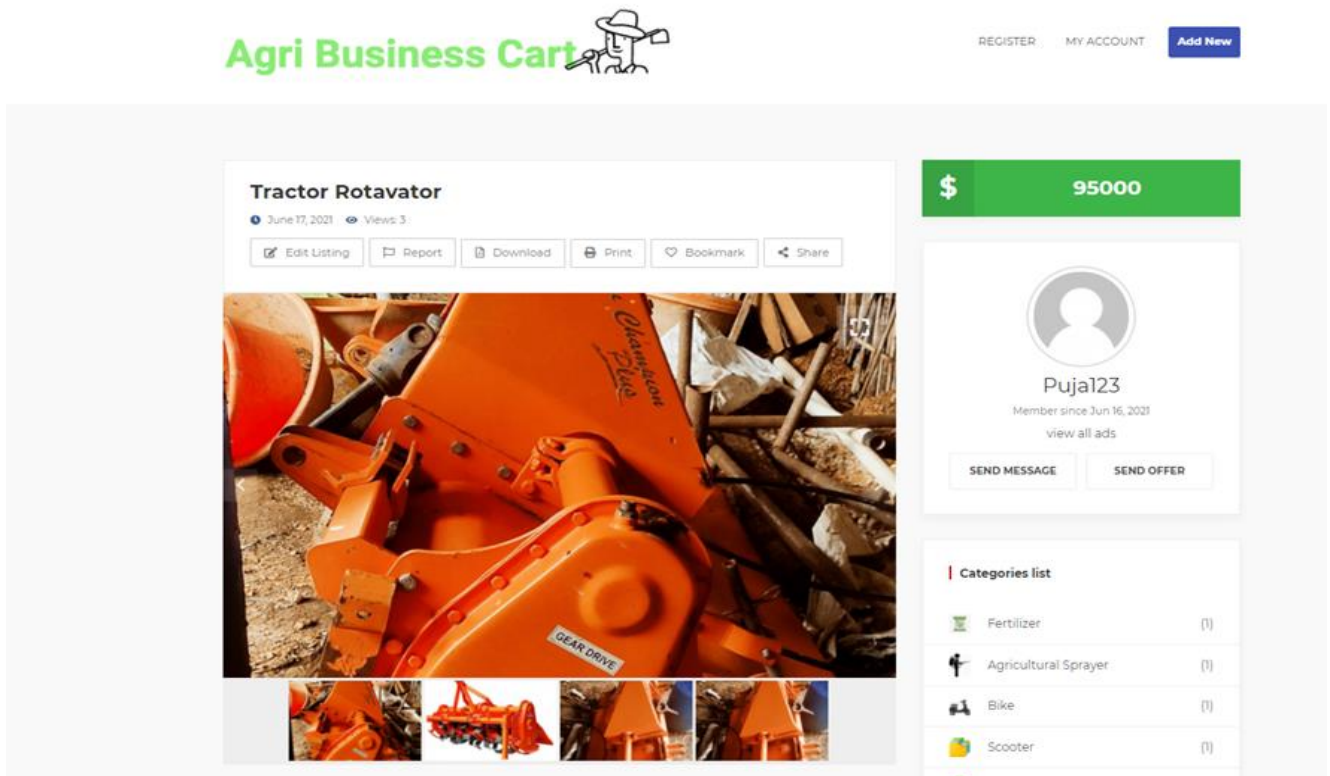 Agri Business Cart
REGISTER MY ACCOUNT Add New
Tractor Rotavator
June 17, 2021 Views: 3
Edit Listing Report Download Print Bookmark Share
Champion
Plus
GEAR DRIVE
$ 95000
Puja123
Member since Jun 16, 2021
view all ads
SEND MESSAGE SEND OFFER
Categories list
Fertilizer (1)
Agricultural Sprayer (1)
Bike (1)
Scooter (1)